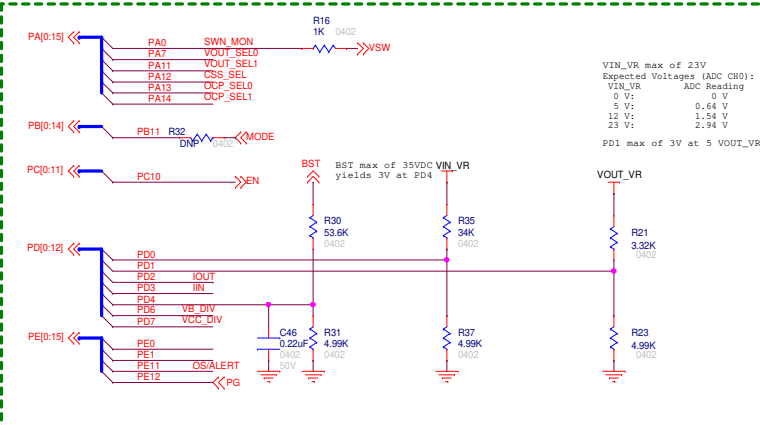 R16
1K 0402
PA[0:15]
PA0 SWN_MON
VSW
PA7 VOUT_SEL0
PA11 VOUT_SEL1
PA12 CSS_SEL
PA13 OCP_SEL0
PA14 OCP_SEL1
VIN_VR max of 23V
Expected Voltages (ADC CH0):
VIN_VR ADC Reading
0 V: 0 V
5 V: 0.64 V
12 V: 1.54 V
23 V: 2.94 V
PD1 max of 3V at 5 VOUT_VR
PB[0:14]
PB11 R32
DNP 0402
MODE
PC[0:11]
PC10
EN
BST
BST max of 35VDC
yields 3V at PD4
VIN_VR
VOUT_VR
R30
53.6K
0402
R35
34K
0402
R21
3.32K
0402
PD[0:12]
PD0
PD1
PD2 IOUT
PD3 IIN
PD4
PD6 VB_DIV
PD7 VCC_DIV
C46
0.22uF
0402
50V
R31
4.99K
0402
R37
4.99K
0402
R23
4.99K
0402
PE[0:15]
PE0
PE1
PE11 OS/ALERT
PE12
PG